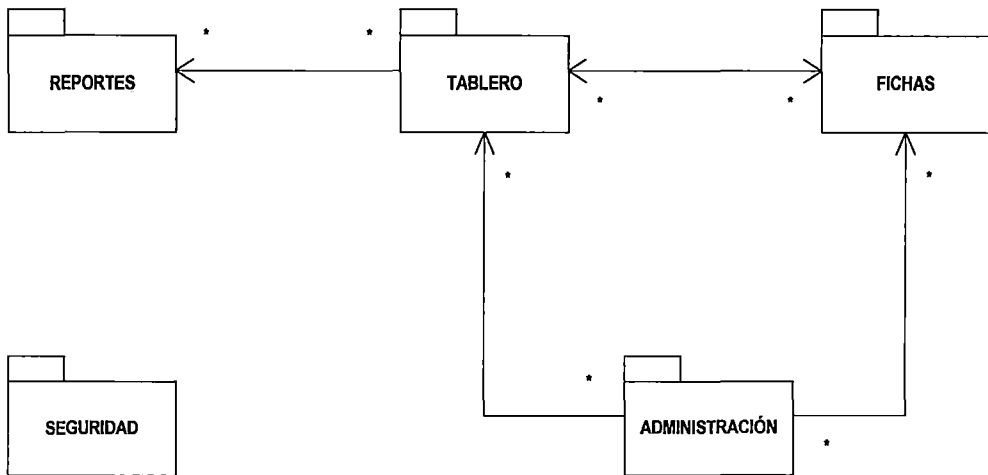 * *
REPORTES TABLERO FICHAS
* *
* *
*
SEGURIDAD ADMINISTRACIÓN
*